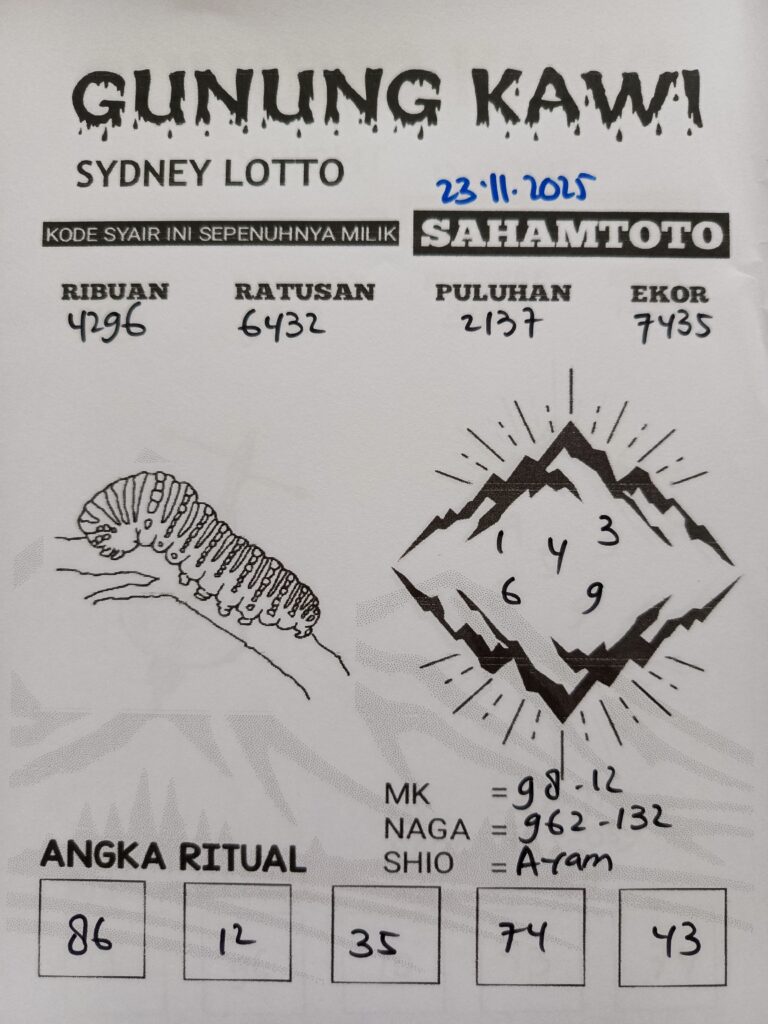 GUNUNG KAWI
SYDNEY LOTTO
23.11.2025
KODE SYAIR INI SEPENUHNYA MILIK SAHAMTOTO
RIBUAN RATUSAN PULUHAN EKOR
4296 6432 2137 7435
1 4 3
6 9
MK = 98-12
NAGA = 962-132
SHIO = Ayam
ANGKA RITUAL
86 12 35 74 43